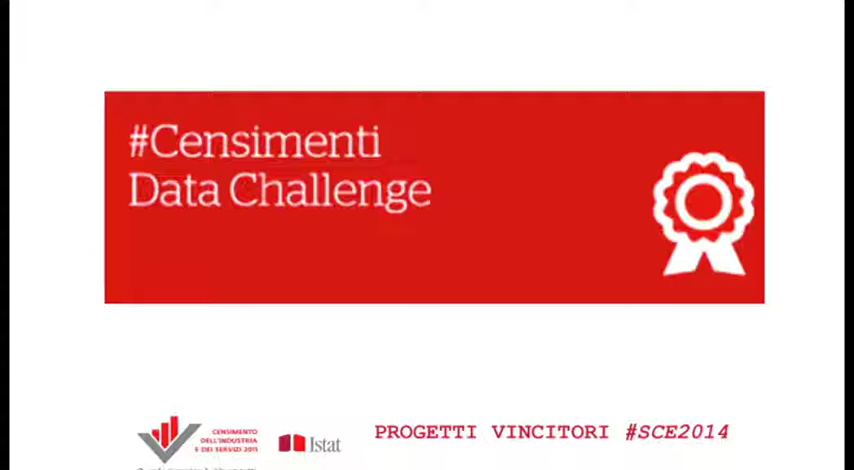 #Censimenti
Data Challenge
CENSIMENTO
DELL'INDUSTRIA
E DEI SERVIZI 2011
Istat
PROGETTI VINCITORI #SCE2014